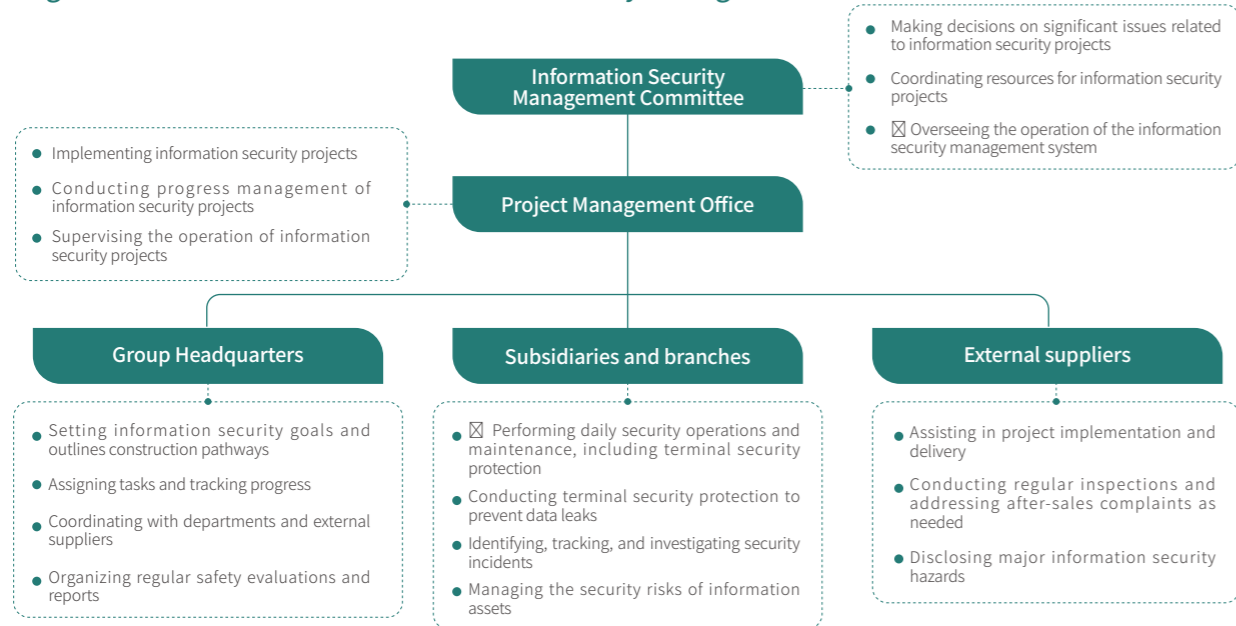 Information Security
Management Committee
Making decisions on significant issues related
to information security projects
Coordinating resources for information security
projects
Overseeing the operation of the information
security management system
Implementing information security projects
Conducting progress management of
information security projects
Supervising the operation of information
security projects
Project Management Office
Group Headquarters
Setting information security goals and
outlines construction pathways
Assigning tasks and tracking progress
Coordinating with departments and external
suppliers
Organizing regular safety evaluations and
reports
Subsidiaries and branches
Performing daily security operations and
maintenance, including terminal security
protection
Conducting terminal security protection to
prevent data leaks
Identifying, tracking, and investigating security
incidents
Managing the security risks of information
assets
External suppliers
Assisting in project implementation and
delivery
Conducting regular inspections and
addressing after-sales complaints as
needed
Disclosing major information security
hazards